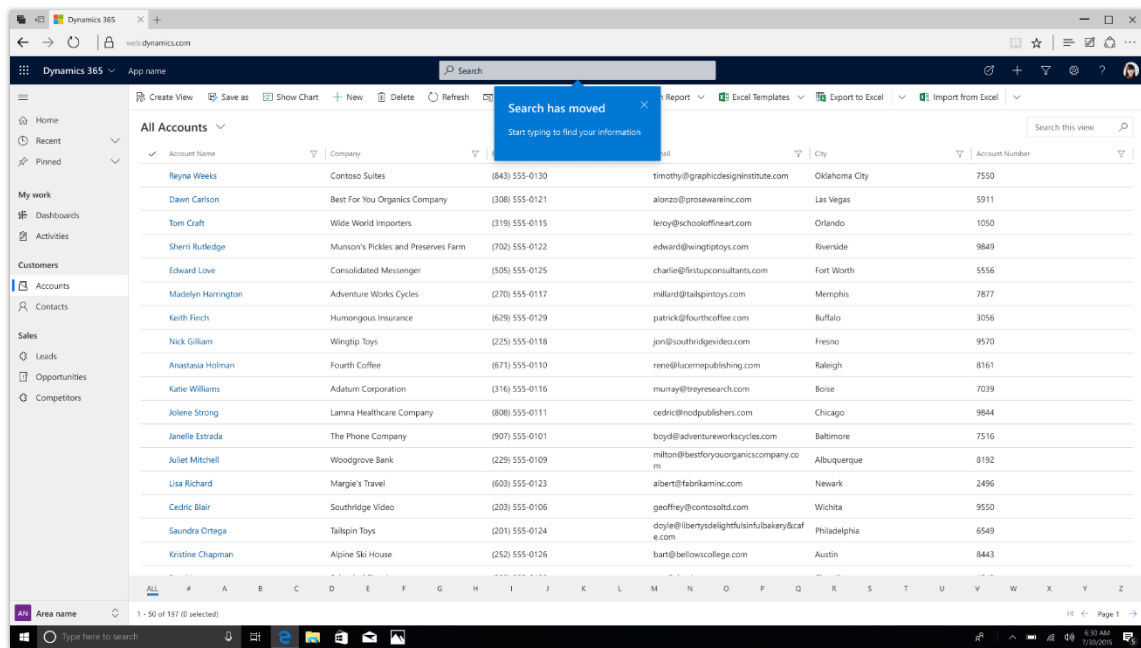 Dynamics 365
web.dynamics.com
Dynamics 365 App name Search
Create View Save as Show Chart + New Delete Refresh Report Excel Templates Export to Excel Import from Excel
Search has moved
Start typing to find your information
Home
Recent
Pinned
My work
Dashboards
Activities
Customers
Accounts
Contacts
Sales
Leads
Opportunities
Competitors
AN Area name
All Accounts Search this view
Account Name Company City Account Number
Reyna Weeks Contoso Suites (843) 555-0130 timothy@graphicdesigninstitute.com Oklahoma City 7550
Dawn Carlson Best For You Organics Company (308) 555-0121 alonzo@prosewareinc.com Las Vegas 5911
Tom Craft Wide World Importers (319) 555-0115 leroy@schooloffineart.com Orlando 1050
Sherri Rutledge Munson's Pickles and Preserves Farm (702) 555-0122 edward@wingtiptoys.com Riverside 9849
Edward Love Consolidated Messenger (505) 555-0125 charlie@firstupconsultants.com Fort Worth 5556
Madelyn Harrington Adventure Works Cycles (270) 555-0117 millard@tailspintoys.com Memphis 7877
Keith Finch Humongous Insurance (629) 555-0129 patrick@fourthcoffee.com Buffalo 3056
Nick Gilliam Wingtip Toys (225) 555-0118 jon@southridgevideo.com Fresno 9570
Anastasia Holman Fourth Coffee (671) 555-0110 rene@lucernepublishing.com Raleigh 8161
Katie Williams Adatum Corporation (316) 555-0116 murray@treyresearch.com Boise 7039
Jolene Strong Lamna Healthcare Company (808) 555-0111 cedric@nodpublishers.com Chicago 9844
Janelle Estrada The Phone Company (907) 555-0101 boyd@adventureworkscycles.com Baltimore 7516
Juliet Mitchell Woodgrove Bank (229) 555-0109 milton@bestforyouorganicscompany.co
m Albuquerque 8192
Lisa Richard Margie's Travel (603) 555-0123 albert@fabrikaminc.com Newark 2496
Cedric Blair Southridge Video (203) 555-0106 geoffrey@contosoltd.com Wichita 9550
Saundra Ortega Tailspin Toys (201) 555-0124 doyle@libertysdelightfulsinfulbakery&caf
e.com Philadelphia 6549
Kristine Chapman Alpine Ski House (252) 555-0126 bart@bellowscollege.com Austin 8443
ALL # A B C D E F G H I J K L M N O P Q R S T U V W X Y Z
1 - 50 of 197 (0 selected) Page 1
Type here to search 6:30 AM
7/30/2015